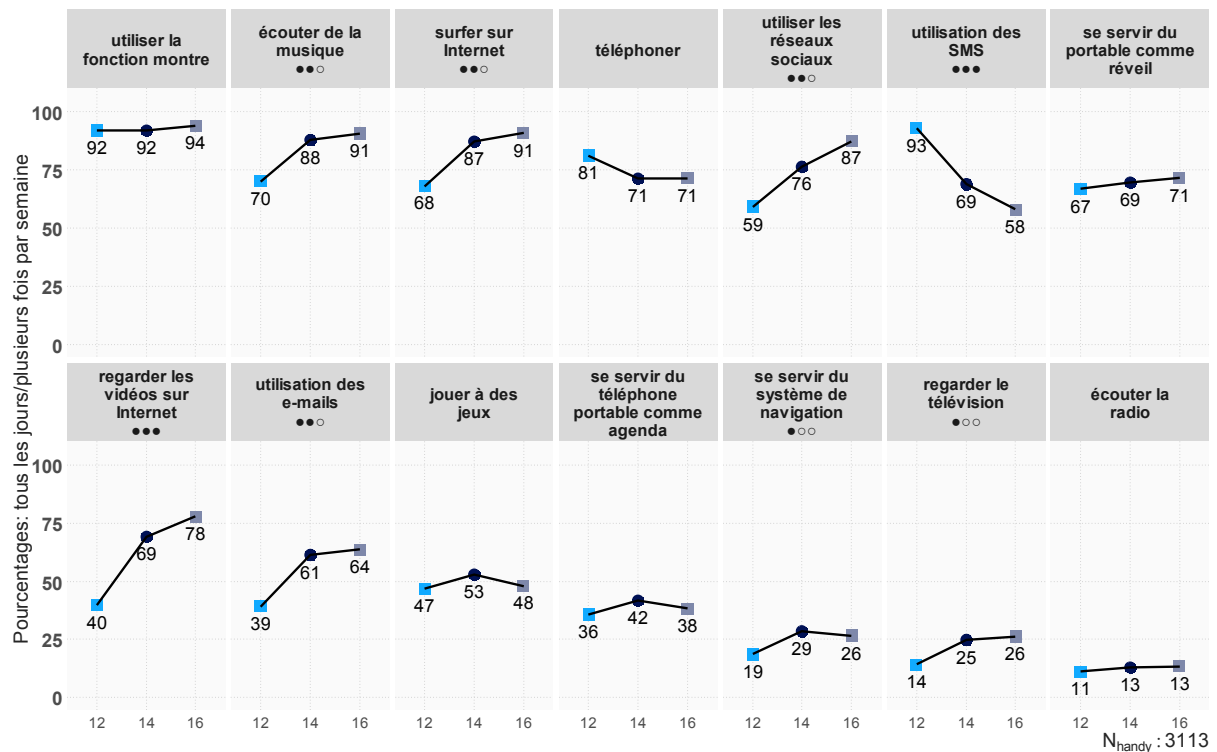 utiliser la
fonction montre
écouter de la
musique
●●○
surfer sur
Internet
●●○
téléphoner
utiliser les
réseaux
sociaux
●●○
utilisation des
SMS
●●●
se servir du
portable comme
réveil
Pourcentages: tous les jours/plusieurs fois par semaine
100
75
50
25
0
92 92 94
70 88 91
68 87 91
81 71 71
59 76 87
93 69 58
67 69 71
regarder les
vidéos sur
Internet
●●●
utilisation des
e-mails
●●○
jouer à des
jeux
se servir du
téléphone
portable comme
agenda
se servir du
système de
navigation
●○○
regarder le
télévision
●○○
écouter la
radio
100
75
50
25
0
40 69 78
39 61 64
47 53 48
36 42 38
19 29 26
14 25 26
11 13 13
12 14 16 12 14 16 12 14 16 12 14 16 12 14 16 12 14 16 12 14 16
Nhandy : 3113